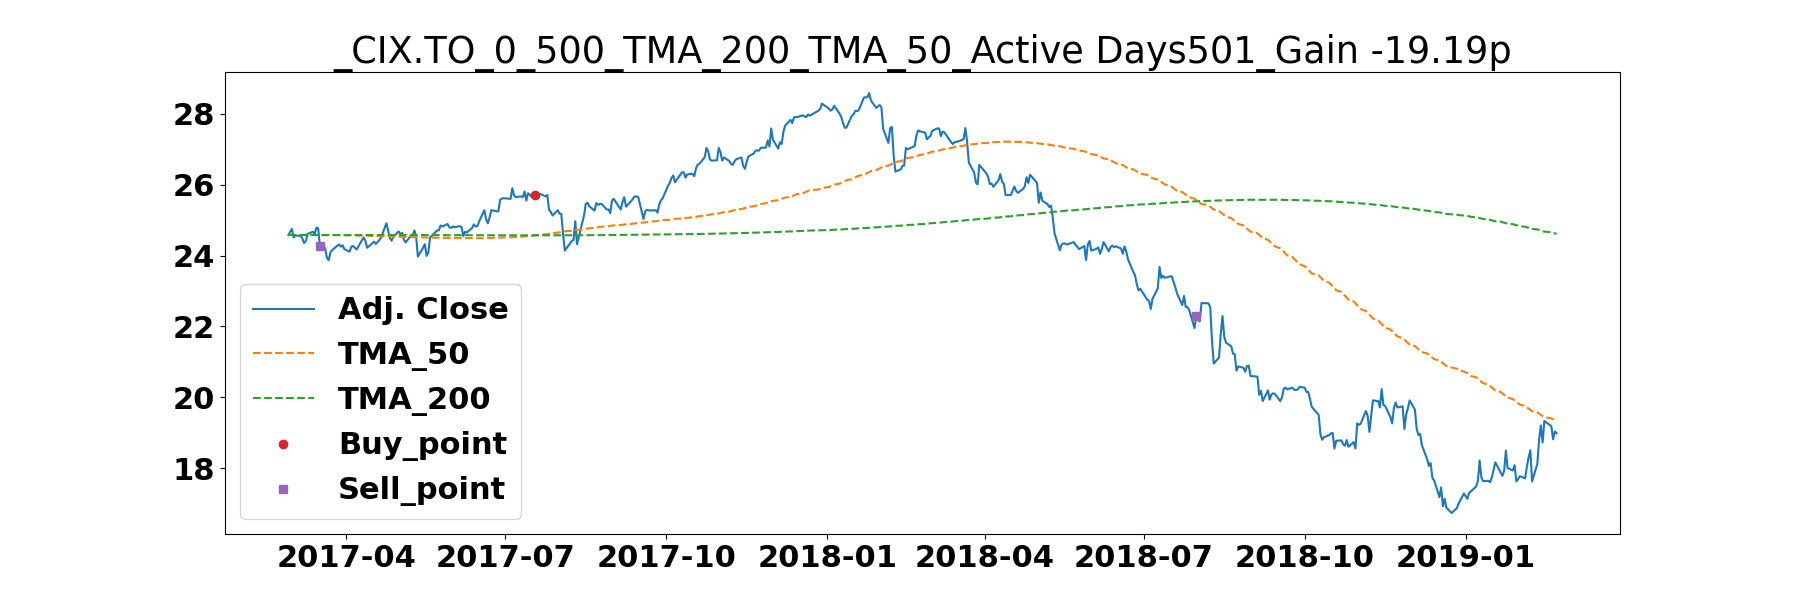 _CIX.TO_0_500_TMA_200_TMA_50_Active Days501_Gain -19.19p
28
26
24
22
20
18
Adj. Close
TMA_50
TMA_200
Buy_point
Sell_point
2017-04 2017-07 2017-10 2018-01 2018-04 2018-07 2018-10 2019-01